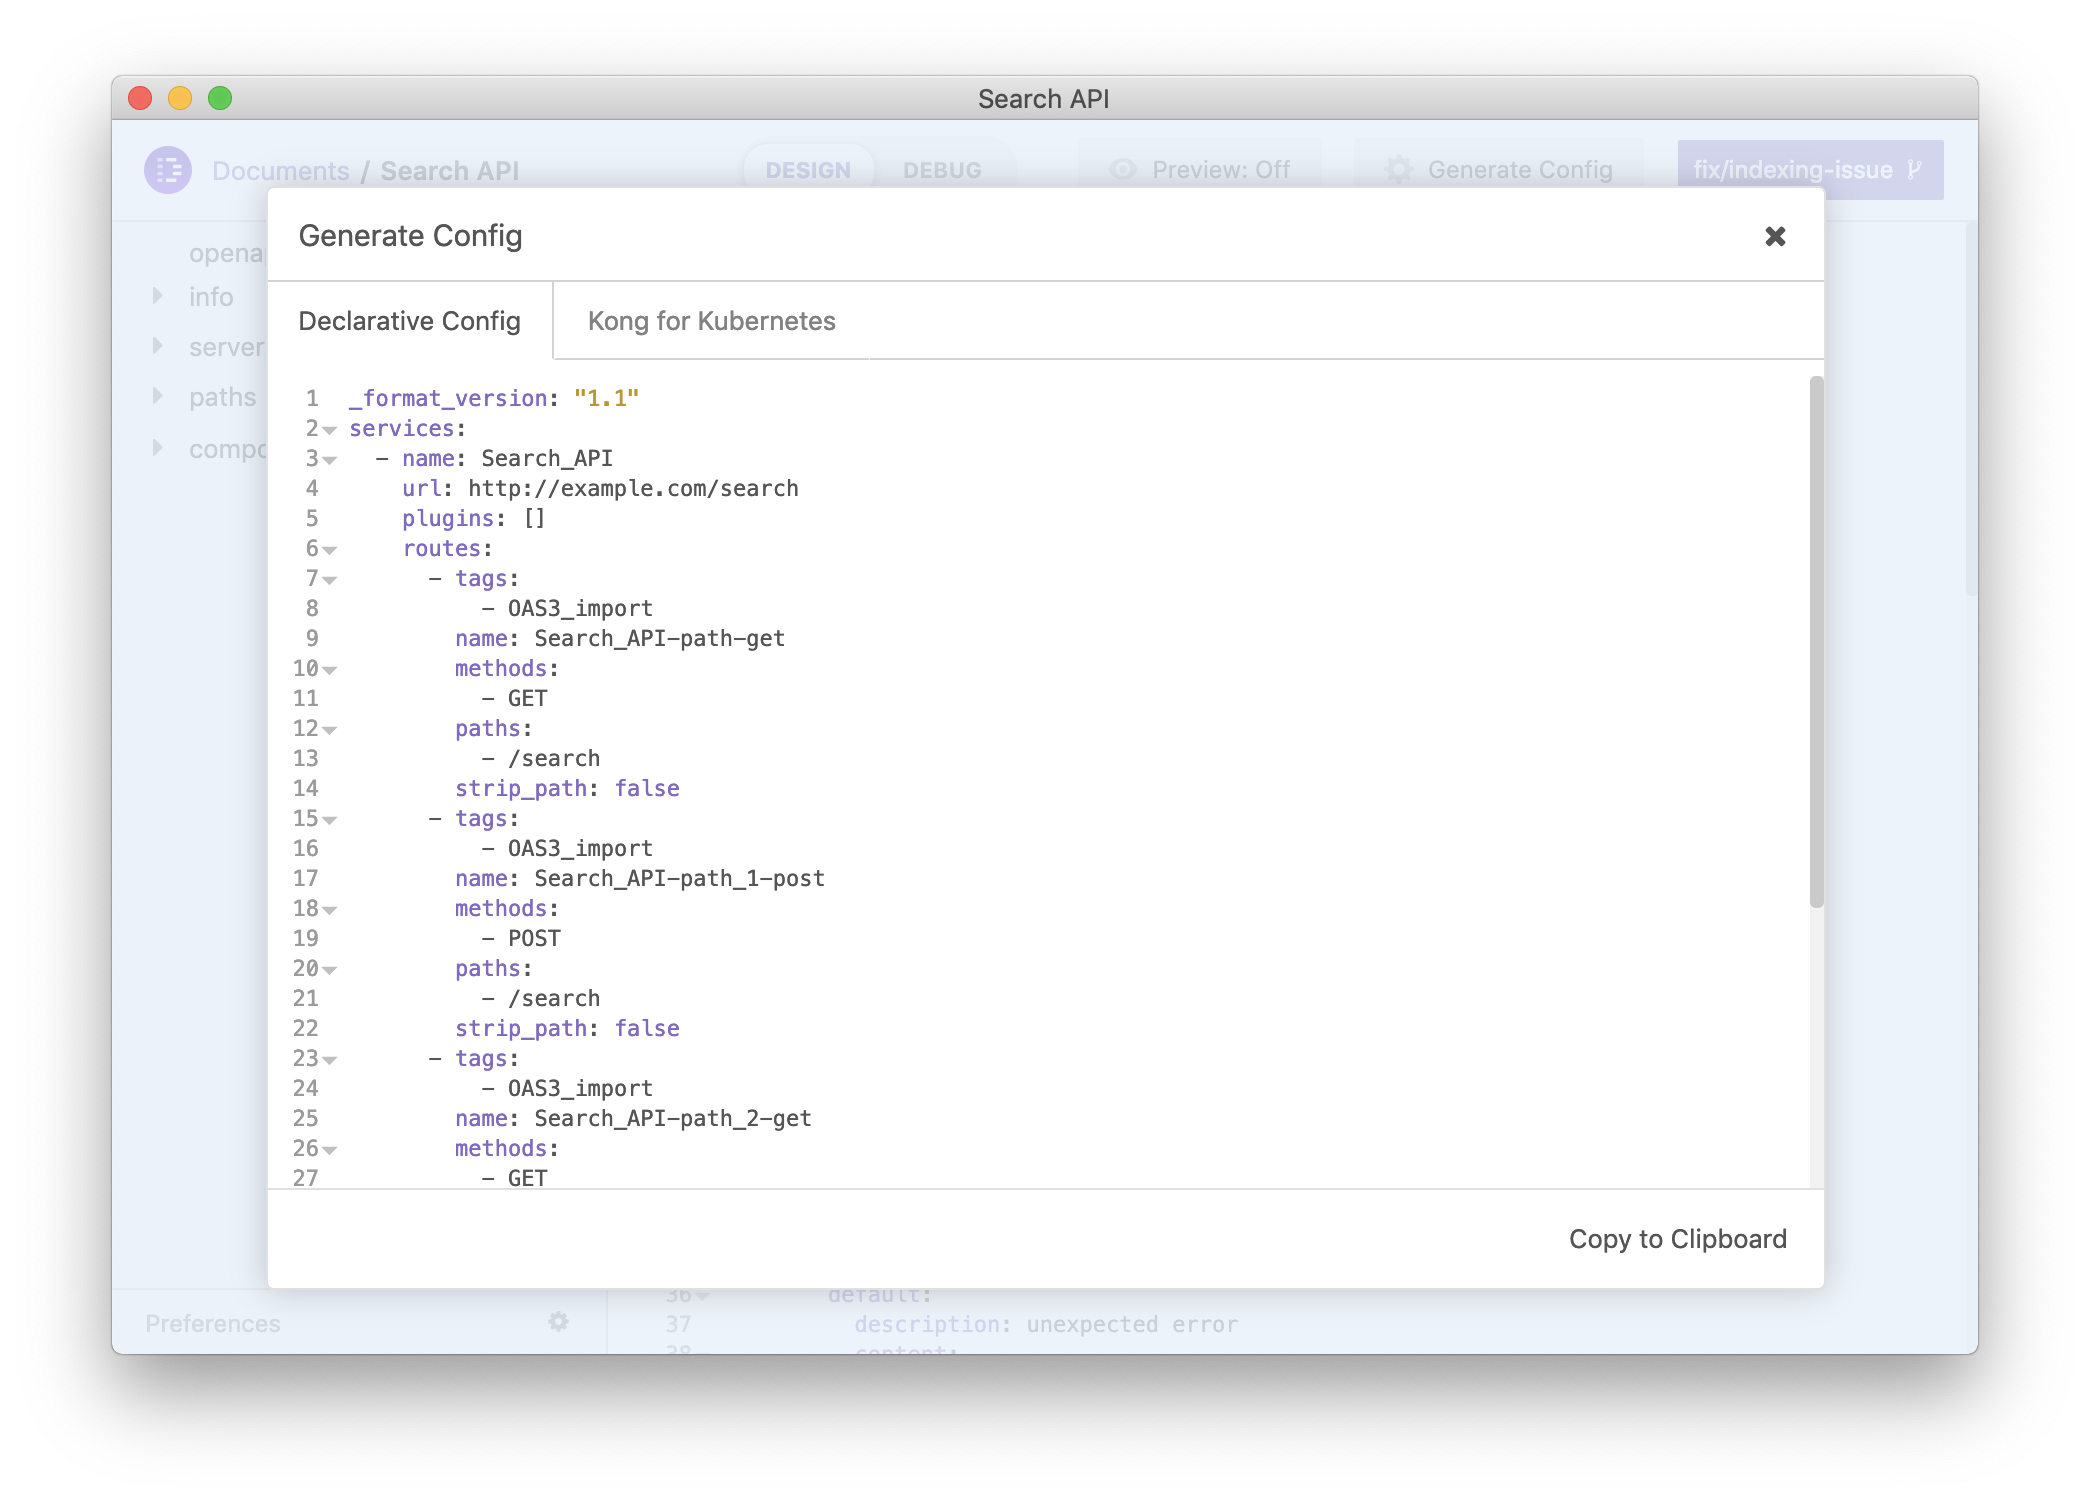 Search API
Documents / Search API
DESIGN
DEBUG
Preview: Off
Generate Config
fix/indexing-issue
opena
info
server
paths
compo
Generate Config
Declarative Config
Kong for Kubernetes
1 _format_version: "1.1"
2 services:
3   - name: Search_API
4     url: http://example.com/search
5     plugins: []
6     routes:
7       - tags:
8           - OAS3_import
9         name: Search_API-path-get
10         methods:
11           - GET
12         paths:
13           - /search
14         strip_path: false
15       - tags:
16           - OAS3_import
17         name: Search_API-path_1-post
18         methods:
19           - POST
20         paths:
21           - /search
22         strip_path: false
23       - tags:
24           - OAS3_import
25         name: Search_API-path_2-get
26         methods:
27           - GET
Copy to Clipboard
Preferences
36 default:
37 description: unexpected error
38 content: